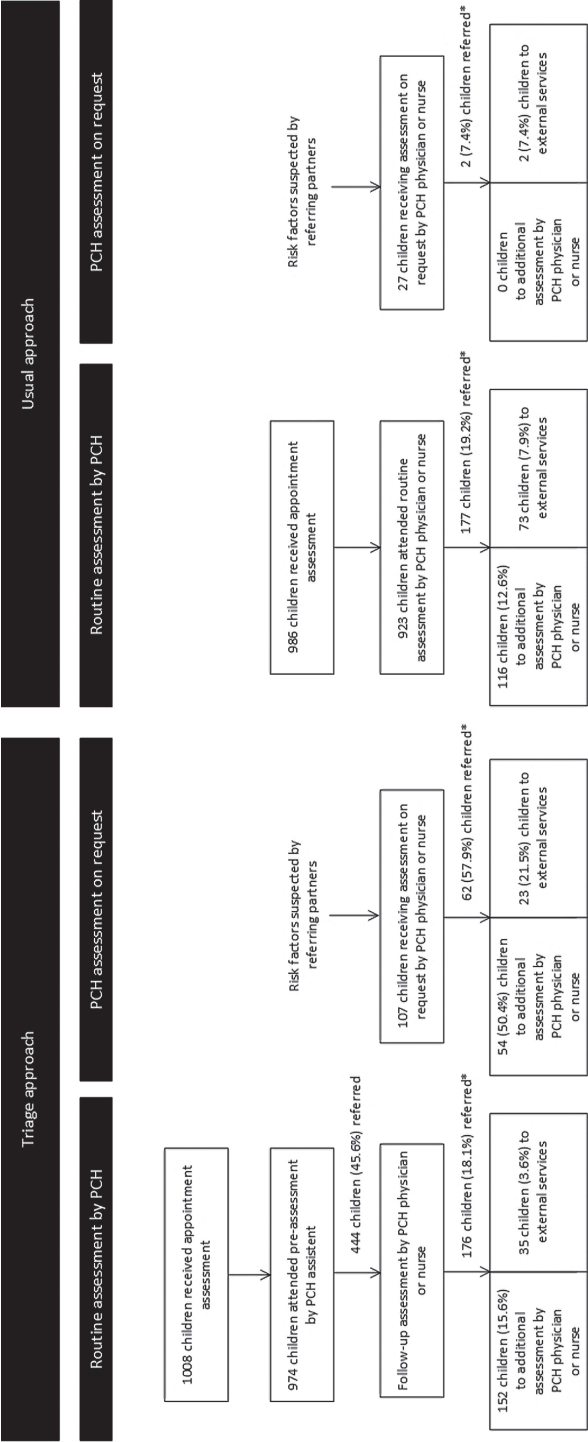 Triage approach
Usual approach
Routine assessment by PCH
PCH assessment on request
Routine assessment by PCH
PCH assessment on request
1008 children received appointment
assessment
974 children attended pre-assessment
by PCH assistent
444 children (45.6%) referred
Follow-up assessment by PCH physician
or nurse
176 children (18.1%) referred*
152 children (15.6%)
to additional
assessment by
PCH physician
or nurse
35 children (3.6%) to
external services
Risk factors suspected by
referring partners
107 children receiving assessment on
request by PCH physician or nurse
62 (57.9%) children referred*
54 (50.4%) children
to additional
assessment by
PCH physician
or nurse
23 (21.5%) children to
external services
986 children received appointment
assessment
923 children attended routine
assessment by PCH physician or nurse
177 children (19.2%) referred*
116 children (12.6%)
to additional
assessment by
PCH physician
or nurse
73 children (7.9%) to
external services
Risk factors suspected by
referring partners
27 children receiving assessment on
request by PCH physician or nurse
2 (7.4%) children referred*
0 children
to additional
assessment by
PCH physician
or nurse
2 (7.4%) children to
external services